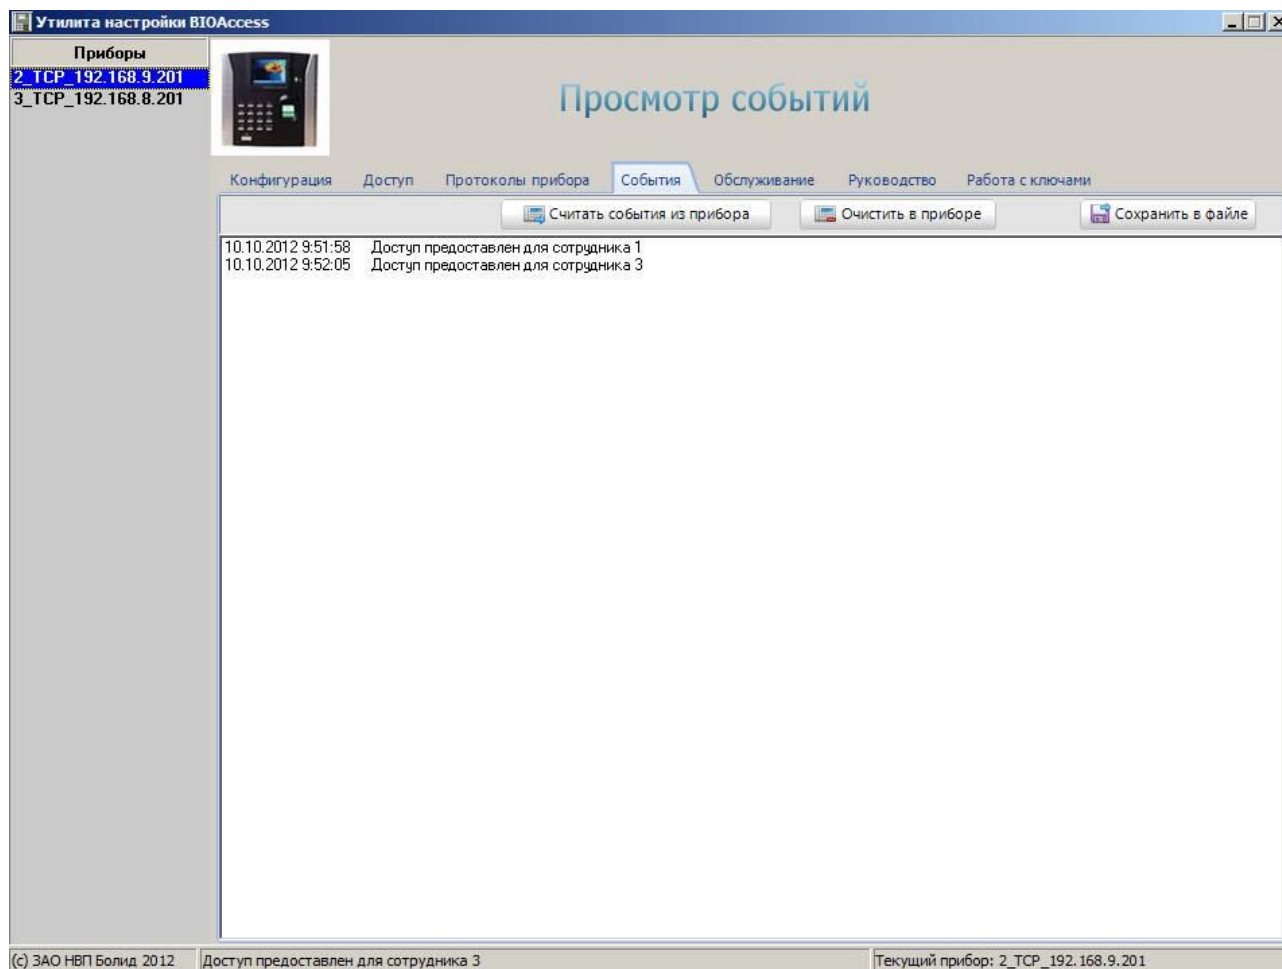 Утилита настройки BIOAccess
Приборы
2_TCP_192.168.9.201
3_TCP_192.168.8.201
Просмотр событий
Конфигурация Доступ Протоколы прибора События Обслуживание Руководство Работа с ключами
Считать события из прибора Очистить в приборе Сохранить в файле
10.10.2012 9:51:58 Доступ предоставлен для сотрудника 1
10.10.2012 9:52:05 Доступ предоставлен для сотрудника 3
(c) ЗАО НВП Болид 2012 Доступ предоставлен для сотрудника 3 Текущий прибор: 2_TCP_192.168.9.201